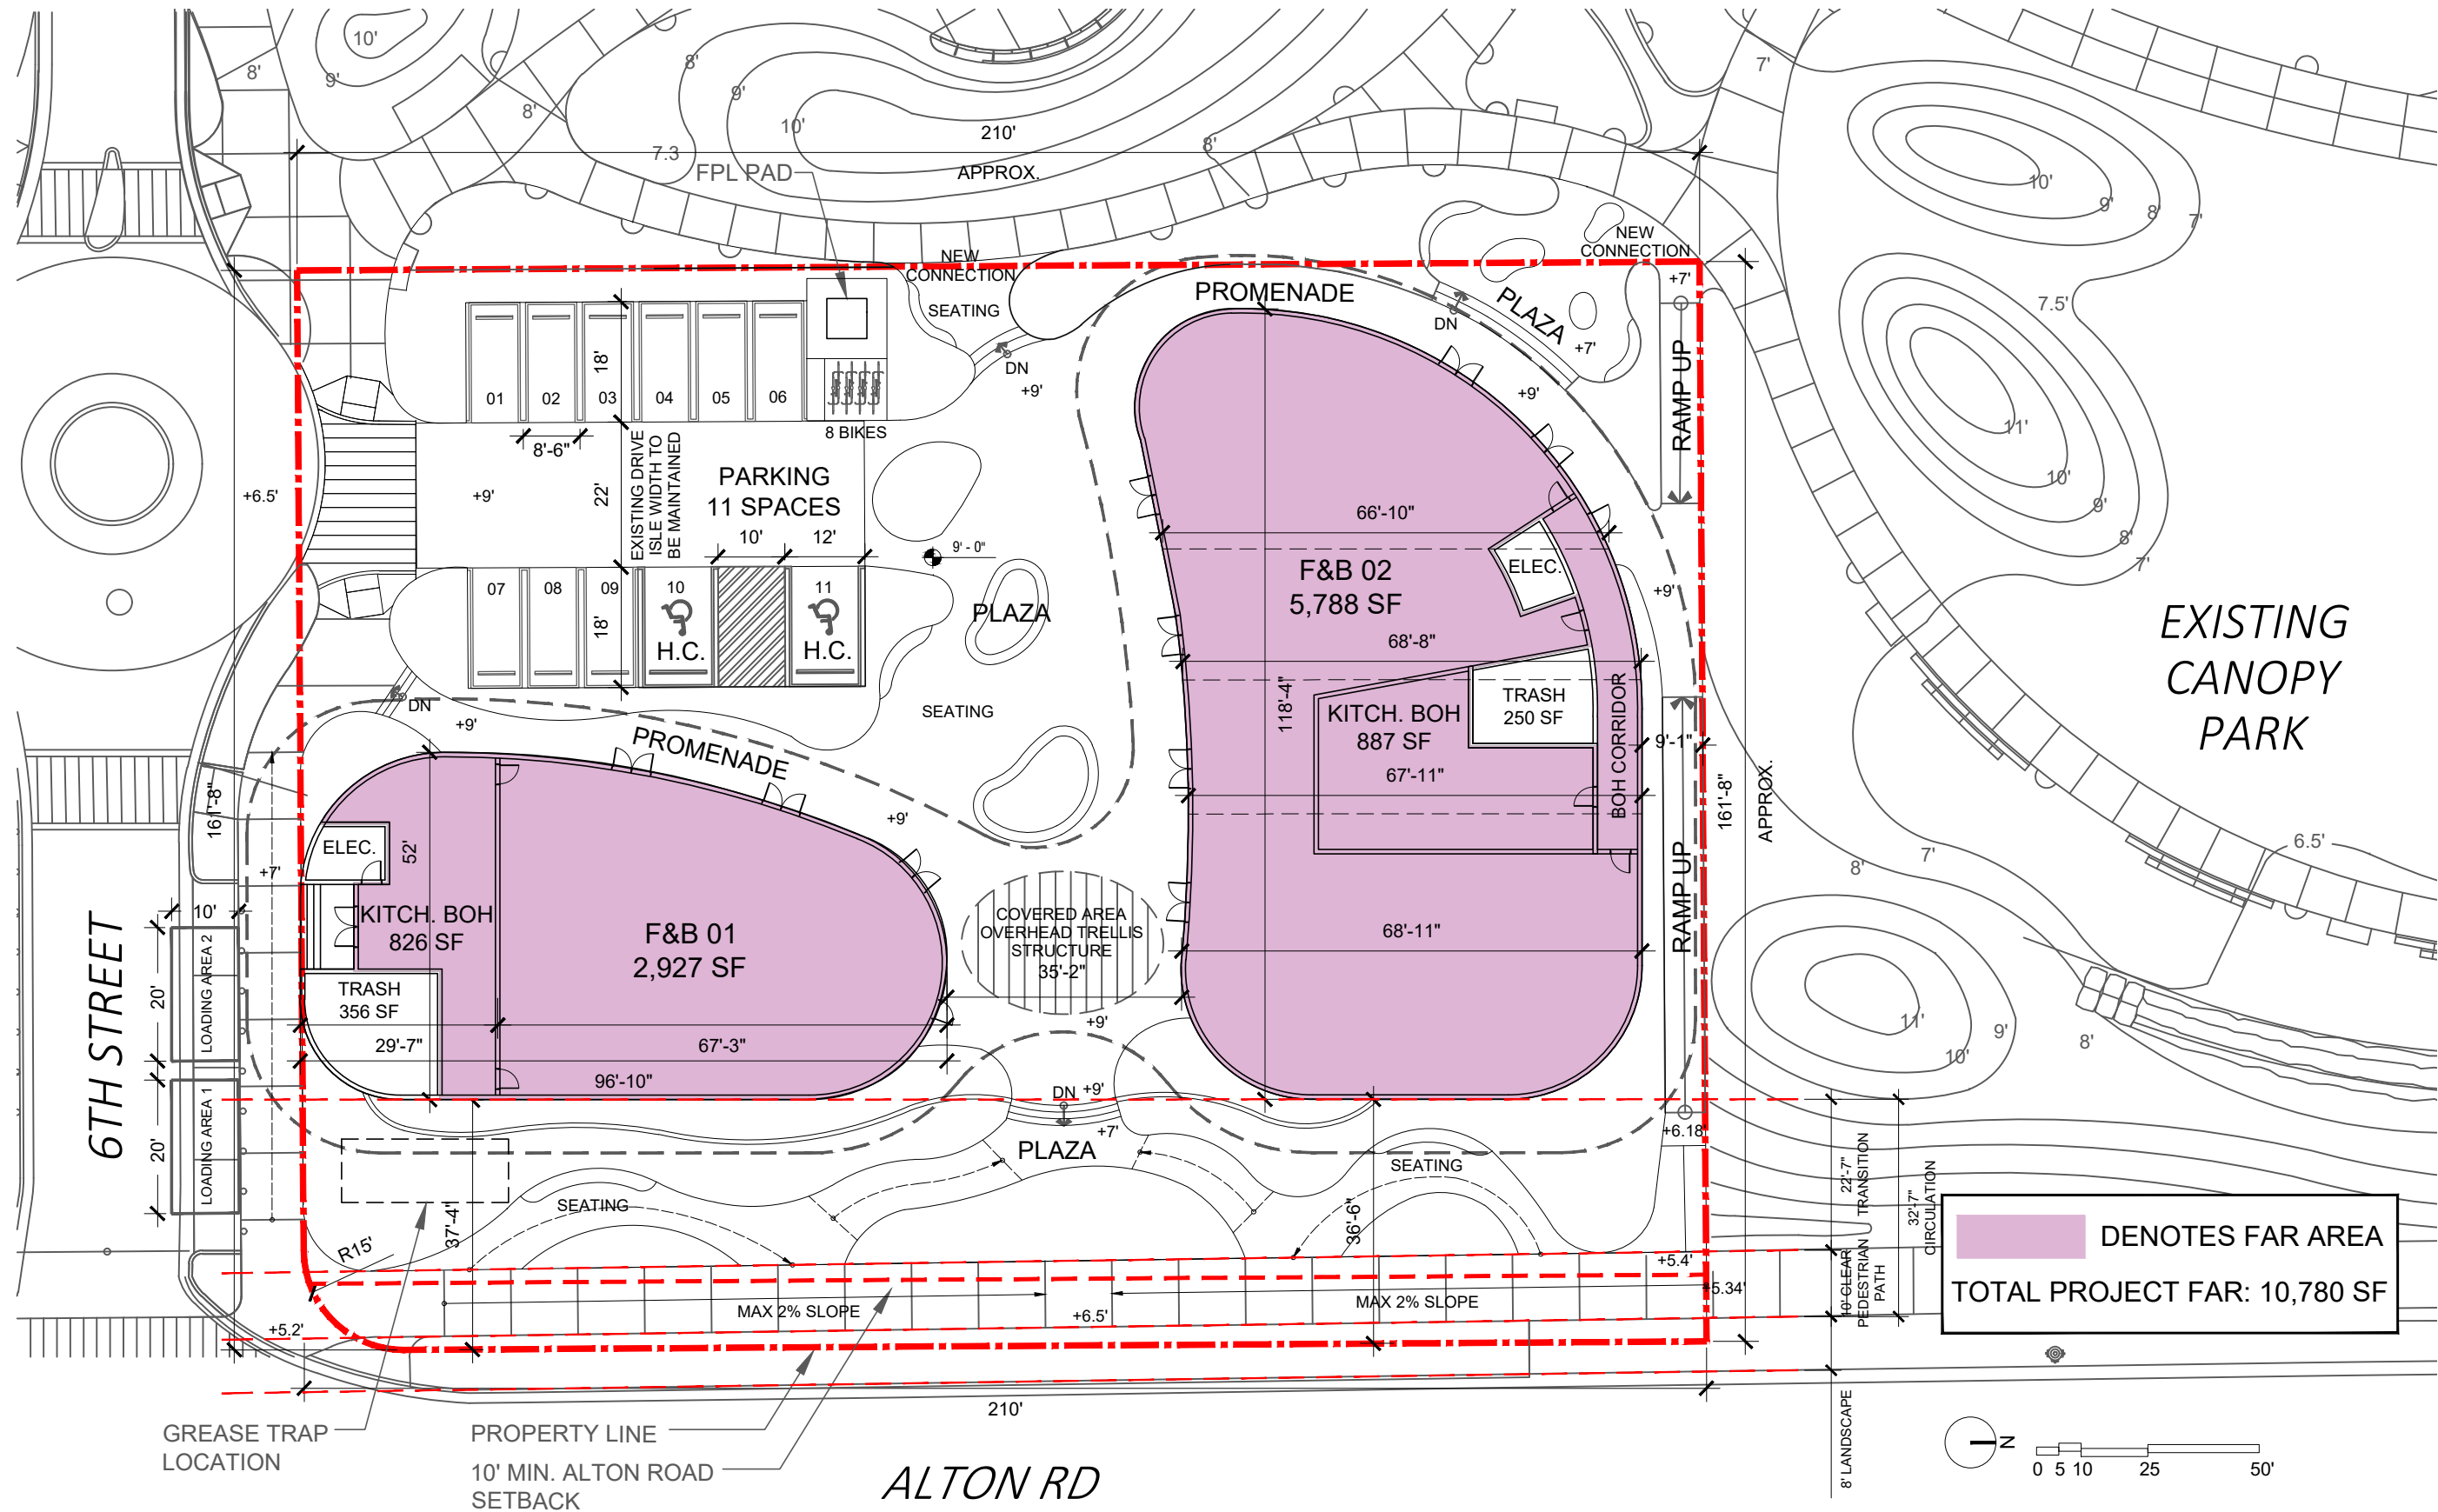 10'
9'
8'
8'
8'
9'
10'
7.3
8'
210'
APPROX.
FPL PAD
7'
10'
9'
8'
7'
NEW
CONNECTION
NEW
CONNECTION
+7'
SEATING
PROMENADE
PLAZA
DN
+7'
DN
+9'
+9'
7.5'
11'
10'
9'
8'
7'
18'
01
02
03
04
05
06
8 BIKES
8'-6"
RAMP UP
+6.5'
+9'
22'
EXISTING DRIVE
ISLE WIDTH TO
BE MAINTAINED
PARKING
11 SPACES
10'
12'
9' - 0"
66'-10"
F&B 02
5,788 SF
ELEC.
+9'
07
08
09
10
11
18'
H.C.
H.C.
PLAZA
68'-8"
118'-4"
KITCH. BOH
887 SF
TRASH
250 SF
67'-11"
BOH CORRIDOR
9'-1"
161'-8"
APPROX.
EXISTING
CANOPY
PARK
DN
+9'
SEATING
PROMENADE
161'-8"
+7'
+9'
6.5'
7'
8'
ELEC.
52'
RAMP UP
10'
KITCH. BOH
826 SF
F&B 01
2,927 SF
COVERED AREA
OVERHEAD TRELLIS
STRUCTURE
35'-2"
68'-11"
6TH STREET
20'
LOADING AREA 2
TRASH
356 SF
+9'
11'
9'
10'
8'
29'-7"
67'-3"
96'-10"
20'
LOADING AREA 1
DN
+9'
+7'
PLAZA
+6.18'
SEATING
SEATING
37'-4"
36'-6"
22'-7"
TRANSITION
32'-7"
CIRCULATION
R15'
+5.4'
+5.34'
10' CLEAR
PEDESTRIAN
PATH
MAX 2% SLOPE
+6.5'
MAX 2% SLOPE
+5.2'
DENOTES FAR AREA
TOTAL PROJECT FAR: 10,780 SF
210'
8' LANDSCAPE
GREASE TRAP
LOCATION
PROPERTY LINE
10' MIN. ALTON ROAD
SETBACK
ALTON RD
N
0 5 10 25 50'